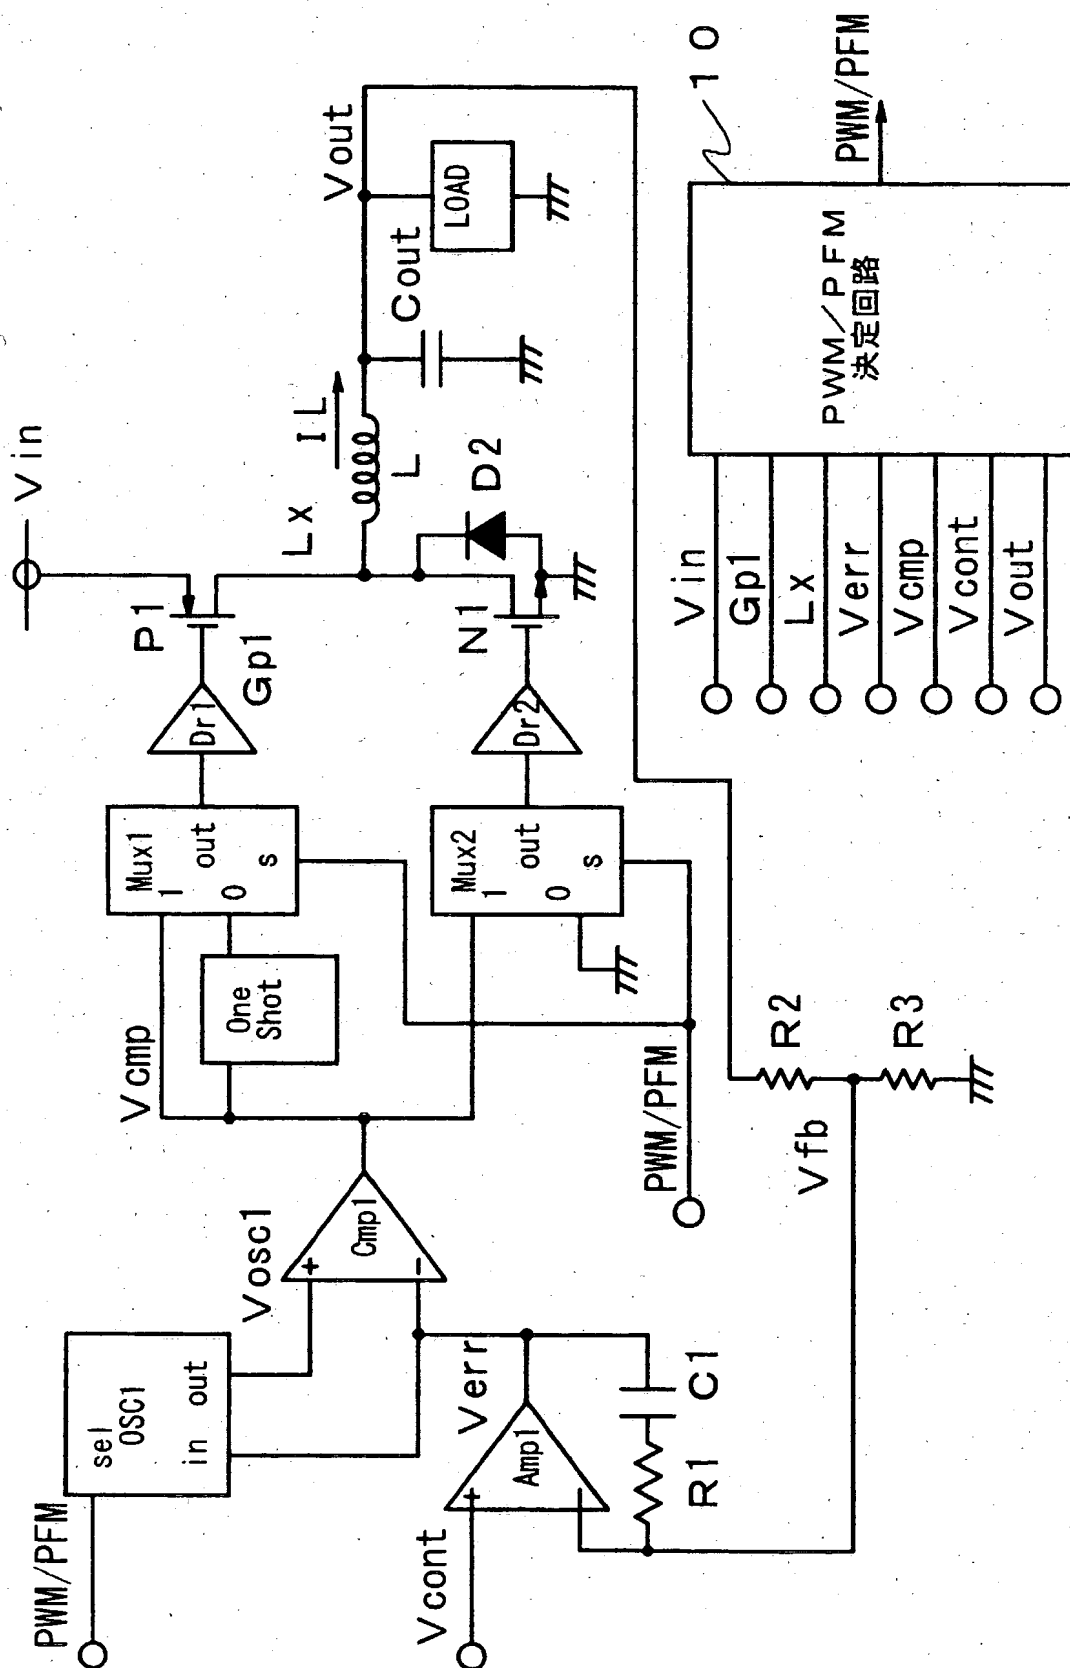 Vin
P1
Gp1
Dr1
Mux1
1
out
0
s
One
Shot
Vcmp
Lx
IL
L
Vout
Cout
LOAD
D2
N1
Dr2
Mux2
1
out
0
s
PWM/PFM
Vosc1
Cmp1
+
-
PWM/PFM
sel
OSC1
in
out
Verr
Amp1
+
-
Vcont
R1
C1
Vfb
R2
R3
10
PWM/PFM
決定回路
PWM/PFM
Vin
Gp1
Lx
Verr
Vcmp
Vcont
Vout